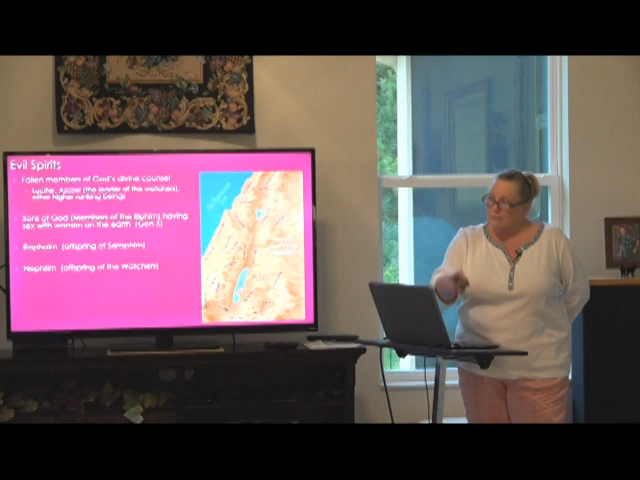 Evil Spirits
Fallen members of God's divine counsel
Lucifer, Azazel (the leader of the watchers),
other higher ranking beings
Sons of God (Members of the Elohim) having
sex with women on the earth (Gen 6)
Raphaim (offspring of Seraphim)
Nephilim (offspring of the Watchers)